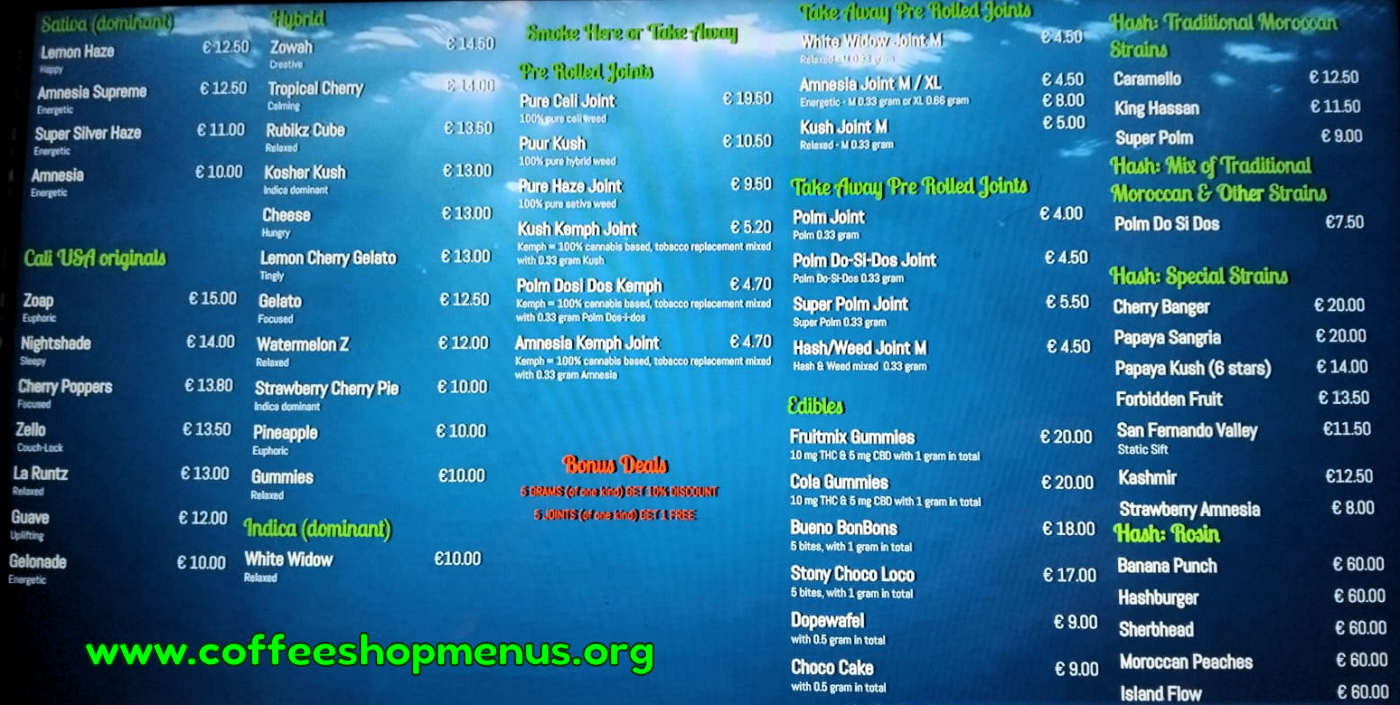 Sativa (dominant)
Lemon Haze € 12.50
Happy
Amnesia Supreme € 12.50
Energetic
Super Silver Haze € 11.00
Energetic
Amnesia € 10.00
Energetic
Cali USA originals
Zoap € 15.00
Euphoric
Nightshade € 14.00
Sleepy
Cherry Poppers € 13.80
Focused
Zello € 13.50
Couch-Lock
La Runtz € 13.00
Relaxed
Guave € 12.00
Uplifting
Gelonade € 10.00
Energetic
Hybrid
Zowah € 14.50
Creative
Tropical Cherry € 14.00
Calming
Rubikz Cube € 13.50
Relaxed
Kosher Kush € 13.00
Indica dominant
Cheese € 13.00
Hungry
Lemon Cherry Gelato € 13.00
Tingly
Gelato € 12.50
Focused
Watermelon Z € 12.00
Relaxed
Strawberry Cherry Pie € 10.00
Indica dominant
Pineapple € 10.00
Euphoric
Gummies €10.00
Relaxed
Indica (dominant)
White Widow €10.00
Relaxed
Smoke Here or Take Away
Pre Rolled Joints
Pure Cali Joint € 19.50
100% pure cali weed
Puur Kush € 10.50
100% pure hybrid weed
Pure Haze Joint € 9.50
100% pure sativa weed
Kush Kemph Joint € 5.20
Kemph = 100% cannabis based, tobacco replacement mixed
with 0.33 gram Kush
Polm Dosi Dos Kemph € 4.70
Kemph = 100% cannabis based, tobacco replacement mixed
with 0.33 gram Polm Dos-i-dos
Amnesia Kemph Joint € 4.70
Kemph = 100% cannabis based, tobacco replacement mixed
with 0.33 gram Amnesia
Bonus Deals
5 GRAMS (of one kind) GET 10% DISCOUNT
5 JOINTS (of one kind) GET 1 FREE
Take Away Pre Rolled Joints
White Widow Joint M € 4.50
Relaxed - M 0.33 gram
Amnesia Joint M / XL € 4.50
Energetic - M 0.33 gram or XL 0.66 gram € 8.00
Kush Joint M € 5.00
Relaxed - M 0.33 gram
Take Away Pre Rolled Joints
Polm Joint € 4.00
Polm 0.33 gram
Polm Do-Si-Dos Joint € 4.50
Polm Do-Si-Dos 0.33 gram
Super Polm Joint € 5.50
Super Polm 0.33 gram
Hash/Weed Joint M € 4.50
Hash & Weed mixed 0.33 gram
Edibles
Fruitmix Gummies € 20.00
10 mg THC & 5 mg CBD with 1 gram in total
Cola Gummies € 20.00
10 mg THC & 5 mg CBD with 1 gram in total
Bueno BonBons € 18.00
5 bites, with 1 gram in total
Stony Choco Loco € 17.00
5 bites, with 1 gram in total
Dopewafel € 9.00
with 0.5 gram in total
Choco Cake € 9.00
with 0.5 gram in total
Hash: Traditional Moroccan
Strains
Caramello € 12.50
King Hassan € 11.50
Super Polm € 9.00
Hash: Mix of Traditional
Moroccan & Other Strains
Polm Do Si Dos €7.50
Hash: Special Strains
Cherry Banger € 20.00
Papaya Sangria € 20.00
Papaya Kush (6 stars) € 14.00
Forbidden Fruit € 13.50
San Fernando Valley €11.50
Static Sift
Kashmir €12.50
Strawberry Amnesia € 8.00
Hash: Rosin
Banana Punch € 60.00
Hashburger € 60.00
Sherbhead € 60.00
Moroccan Peaches € 60.00
Island Flow € 60.00
www.coffeeshopmenus.org